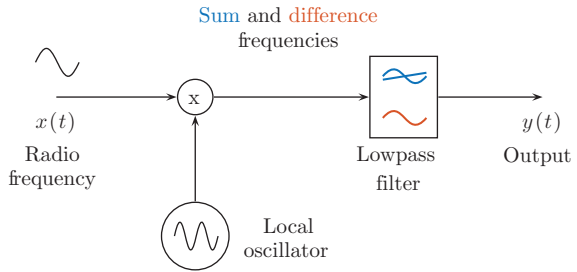 Sum and difference
frequencies
x
x(t)
Radio
frequency
Lowpass
filter
y(t)
Output
Local
oscillator